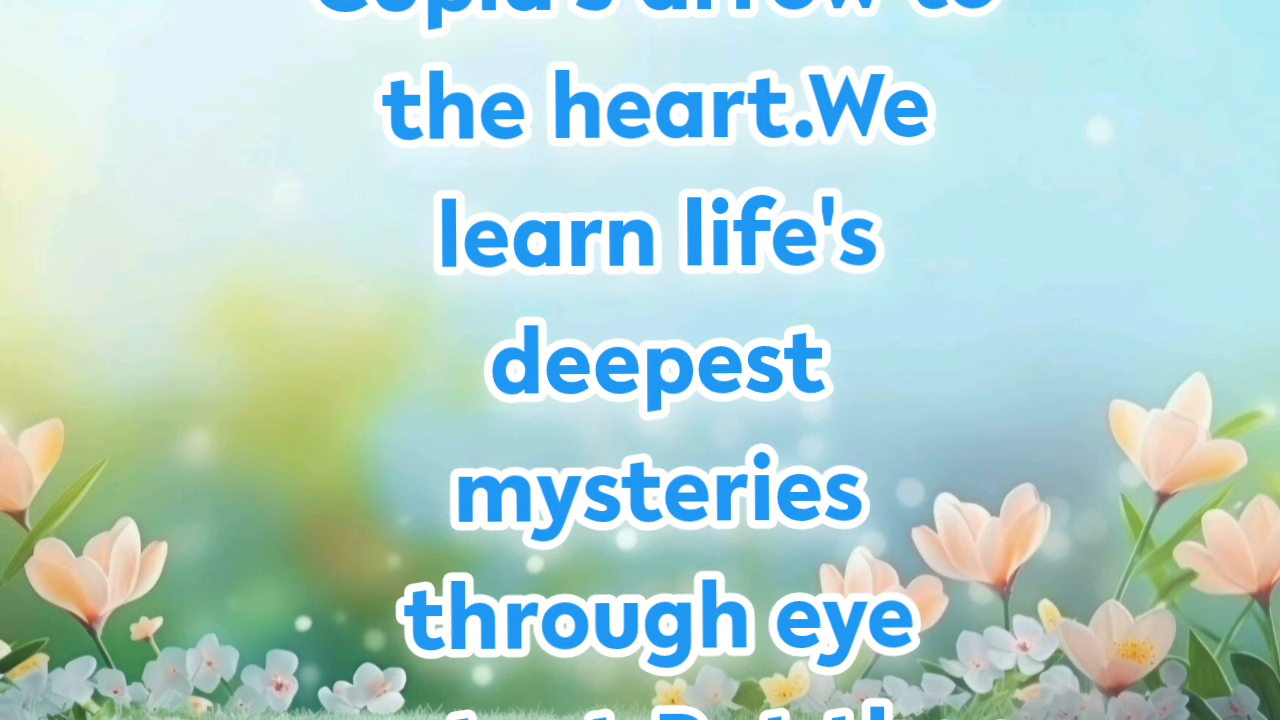 Cupid's arrow to
the heart.We
learn life's
deepest
mysteries
through eye